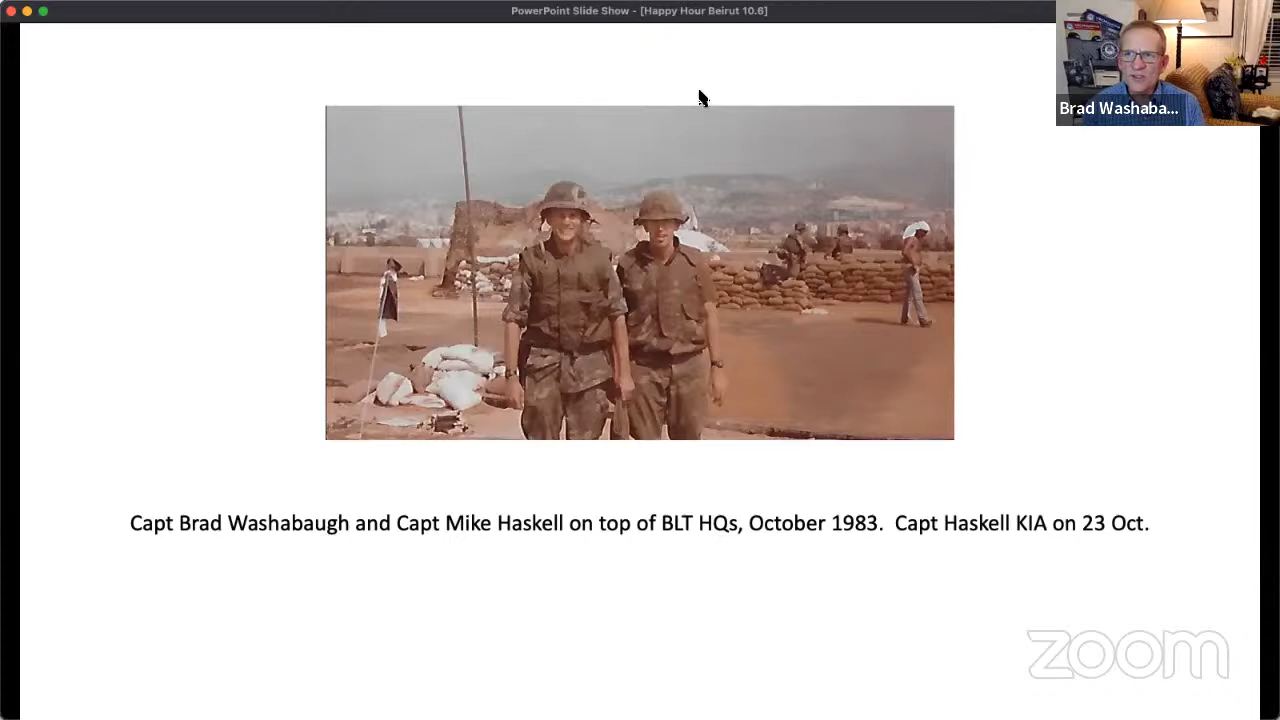 PowerPoint Slide Show - [Happy Hour Beirut 10.6]
Brad Washaba...
Capt Brad Washabaugh and Capt Mike Haskell on top of BLT HQs, October 1983.  Capt Haskell KIA on 23 Oct.
zoom